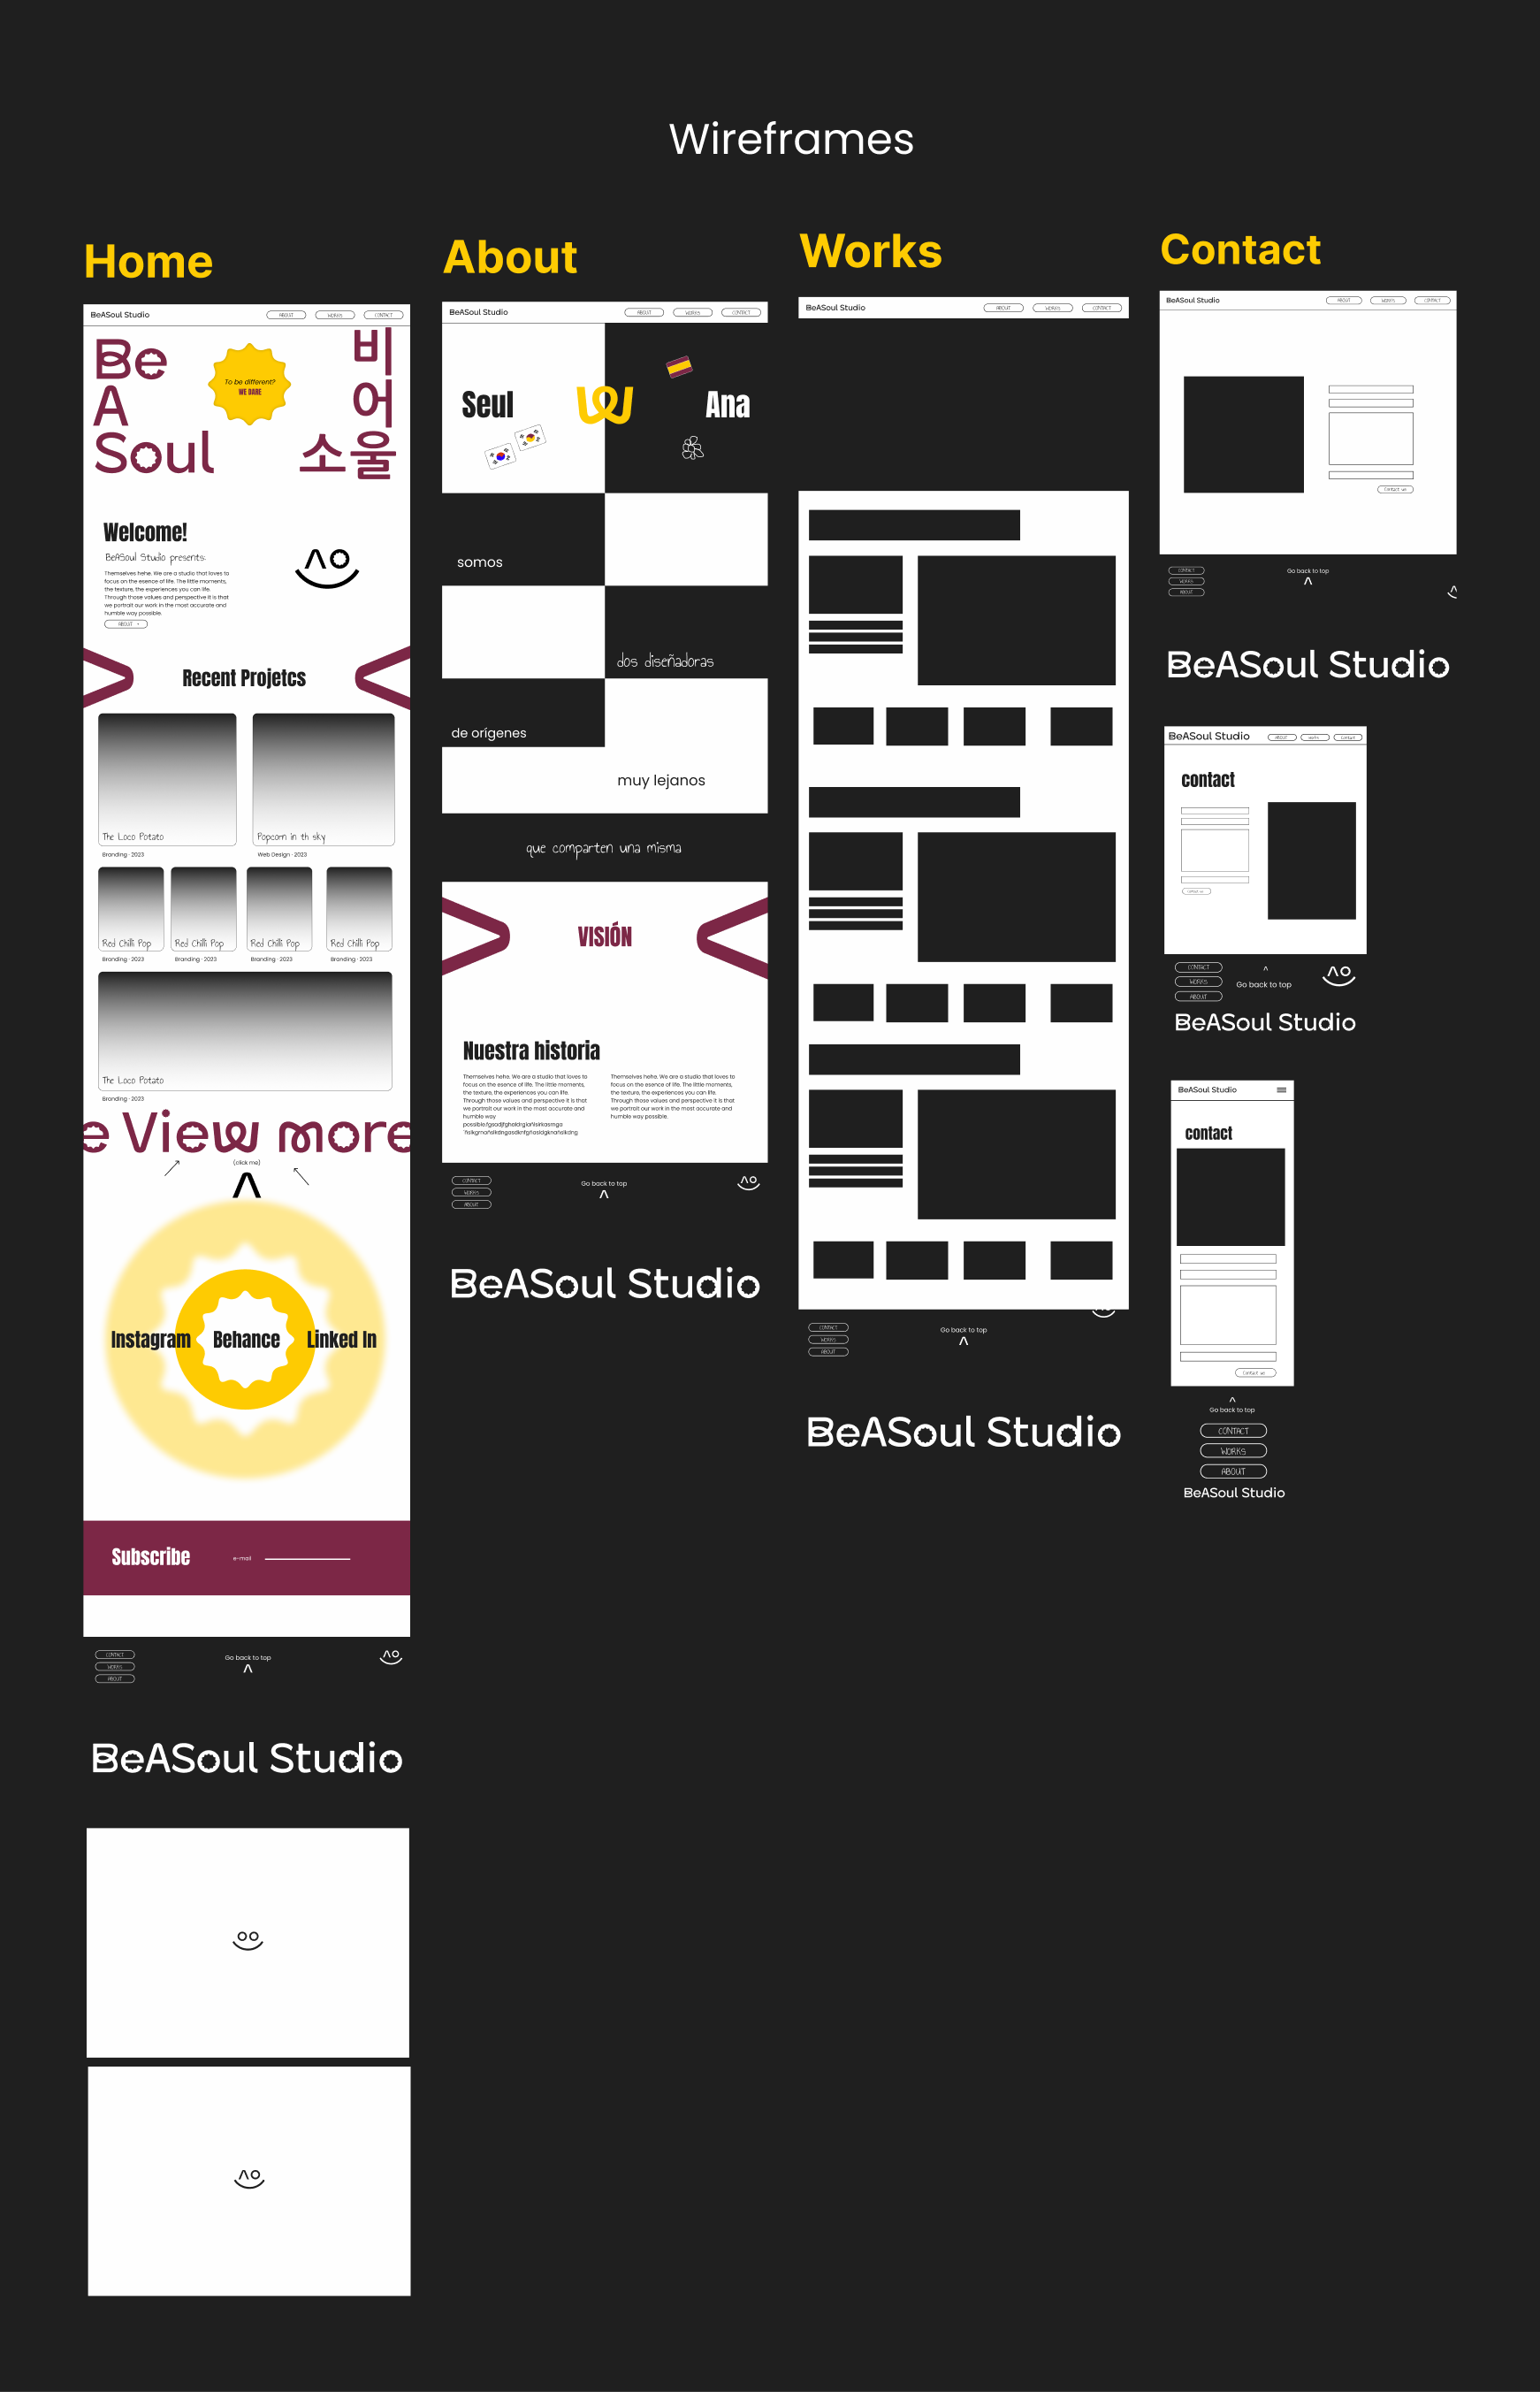 Wireframes
Home
BeASoul Studio
ABOUT
WORKS
CONTACT
Be
A
Soul
To be different?
WE DARE
비
어
소울
Welcome!
BeASoul Studio presents:
Themselves hehe. We are a studio that loves to
focus on the esence of life. The little moments,
the texture, the experiences you can life.
Through those values and perspective it is that
we portrait our work in the most accurate and
humble way possible.
ABOUT >
Recent Projetcs
The Loco Potato
Branding · 2023
Popcorn in th sky
Web Design · 2023
Red Chilli Pop
Red Chilli Pop
Red Chilli Pop
Red Chilli Pop
Branding · 2023
Branding · 2023
Branding · 2023
Branding · 2023
The Loco Potato
Branding · 2023
e View more
(click me)
Instagram
Behance
Linked In
Subscribe
e-mail
CONTACT
WORKS
ABOUT
Go back to top
BeASoul Studio
About
BeASoul Studio
ABOUT
WORKS
CONTACT
Seul
W
Ana
somos
dos diseñadoras
de orígenes
muy lejanos
que comparten una misma
VISIÓN
Nuestra historia
Themselves hehe. We are a studio that loves to
focus on the esence of life. The little moments,
the texture, the experiences you can life.
Through those values and perspective it is that
we portrait our work in the most accurate and
humble way
Themselves hehe. We are a studio that loves to
focus on the esence of life. The little moments,
the texture, the experiences you can life.
Through those values and perspective it is that
we portrait our work in the most accurate and
humble way possible.
CONTACT
WORKS
ABOUT
Go back to top
BeASoul Studio
Works
BeASoul Studio
ABOUT
WORKS
CONTACT
CONTACT
WORKS
ABOUT
Go back to top
BeASoul Studio
Contact
BeASoul Studio
ABOUT
WORKS
CONTACT
Contact us
CONTACT
WORKS
ABOUT
Go back to top
BeASoul Studio
BeASoul Studio
ABOUT
works
contact
contact
Contact us
CONTACT
WORKS
ABOUT
Go back to top
BeASoul Studio
BeASoul Studio
contact
Contact us
Go back to top
CONTACT
WORKS
ABOUT
BeASoul Studio